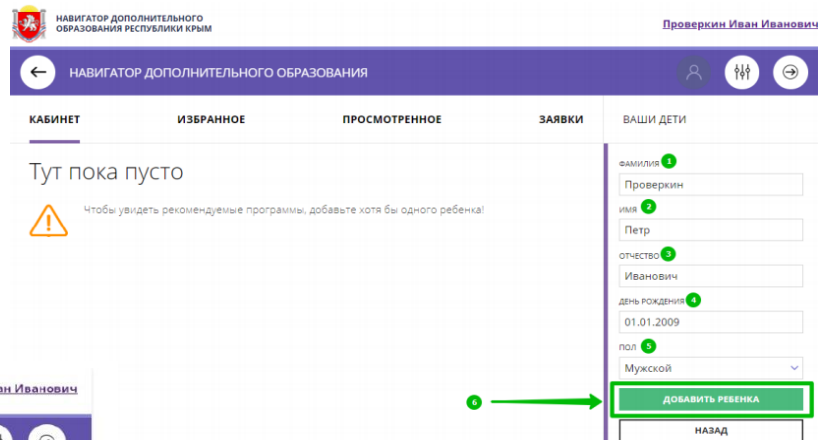 НАВИГАТОР ДОПОЛНИТЕЛЬНОГО
ОБРАЗОВАНИЯ РЕСПУБЛИКИ КРЫМ
Проверкин Иван Иванович
НАВИГАТОР ДОПОЛНИТЕЛЬНОГО ОБРАЗОВАНИЯ
КАБИНЕТ ИЗБРАННОЕ ПРОСМОТРЕННОЕ ЗАЯВКИ
Тут пока пусто
Чтобы увидеть рекомендуемые программы, добавьте хотя бы одного ребенка!
ВАШИ ДЕТИ
ФАМИЛИЯ 1
Проверкин
ИМЯ 2
Петр
ОТЧЕСТВО 3
Иванович
ДЕНЬ РОЖДЕНИЯ 4
01.01.2009
ПОЛ 5
Мужской
6 ДОБАВИТЬ РЕБЕНКА
НАЗАД
ан Иванович